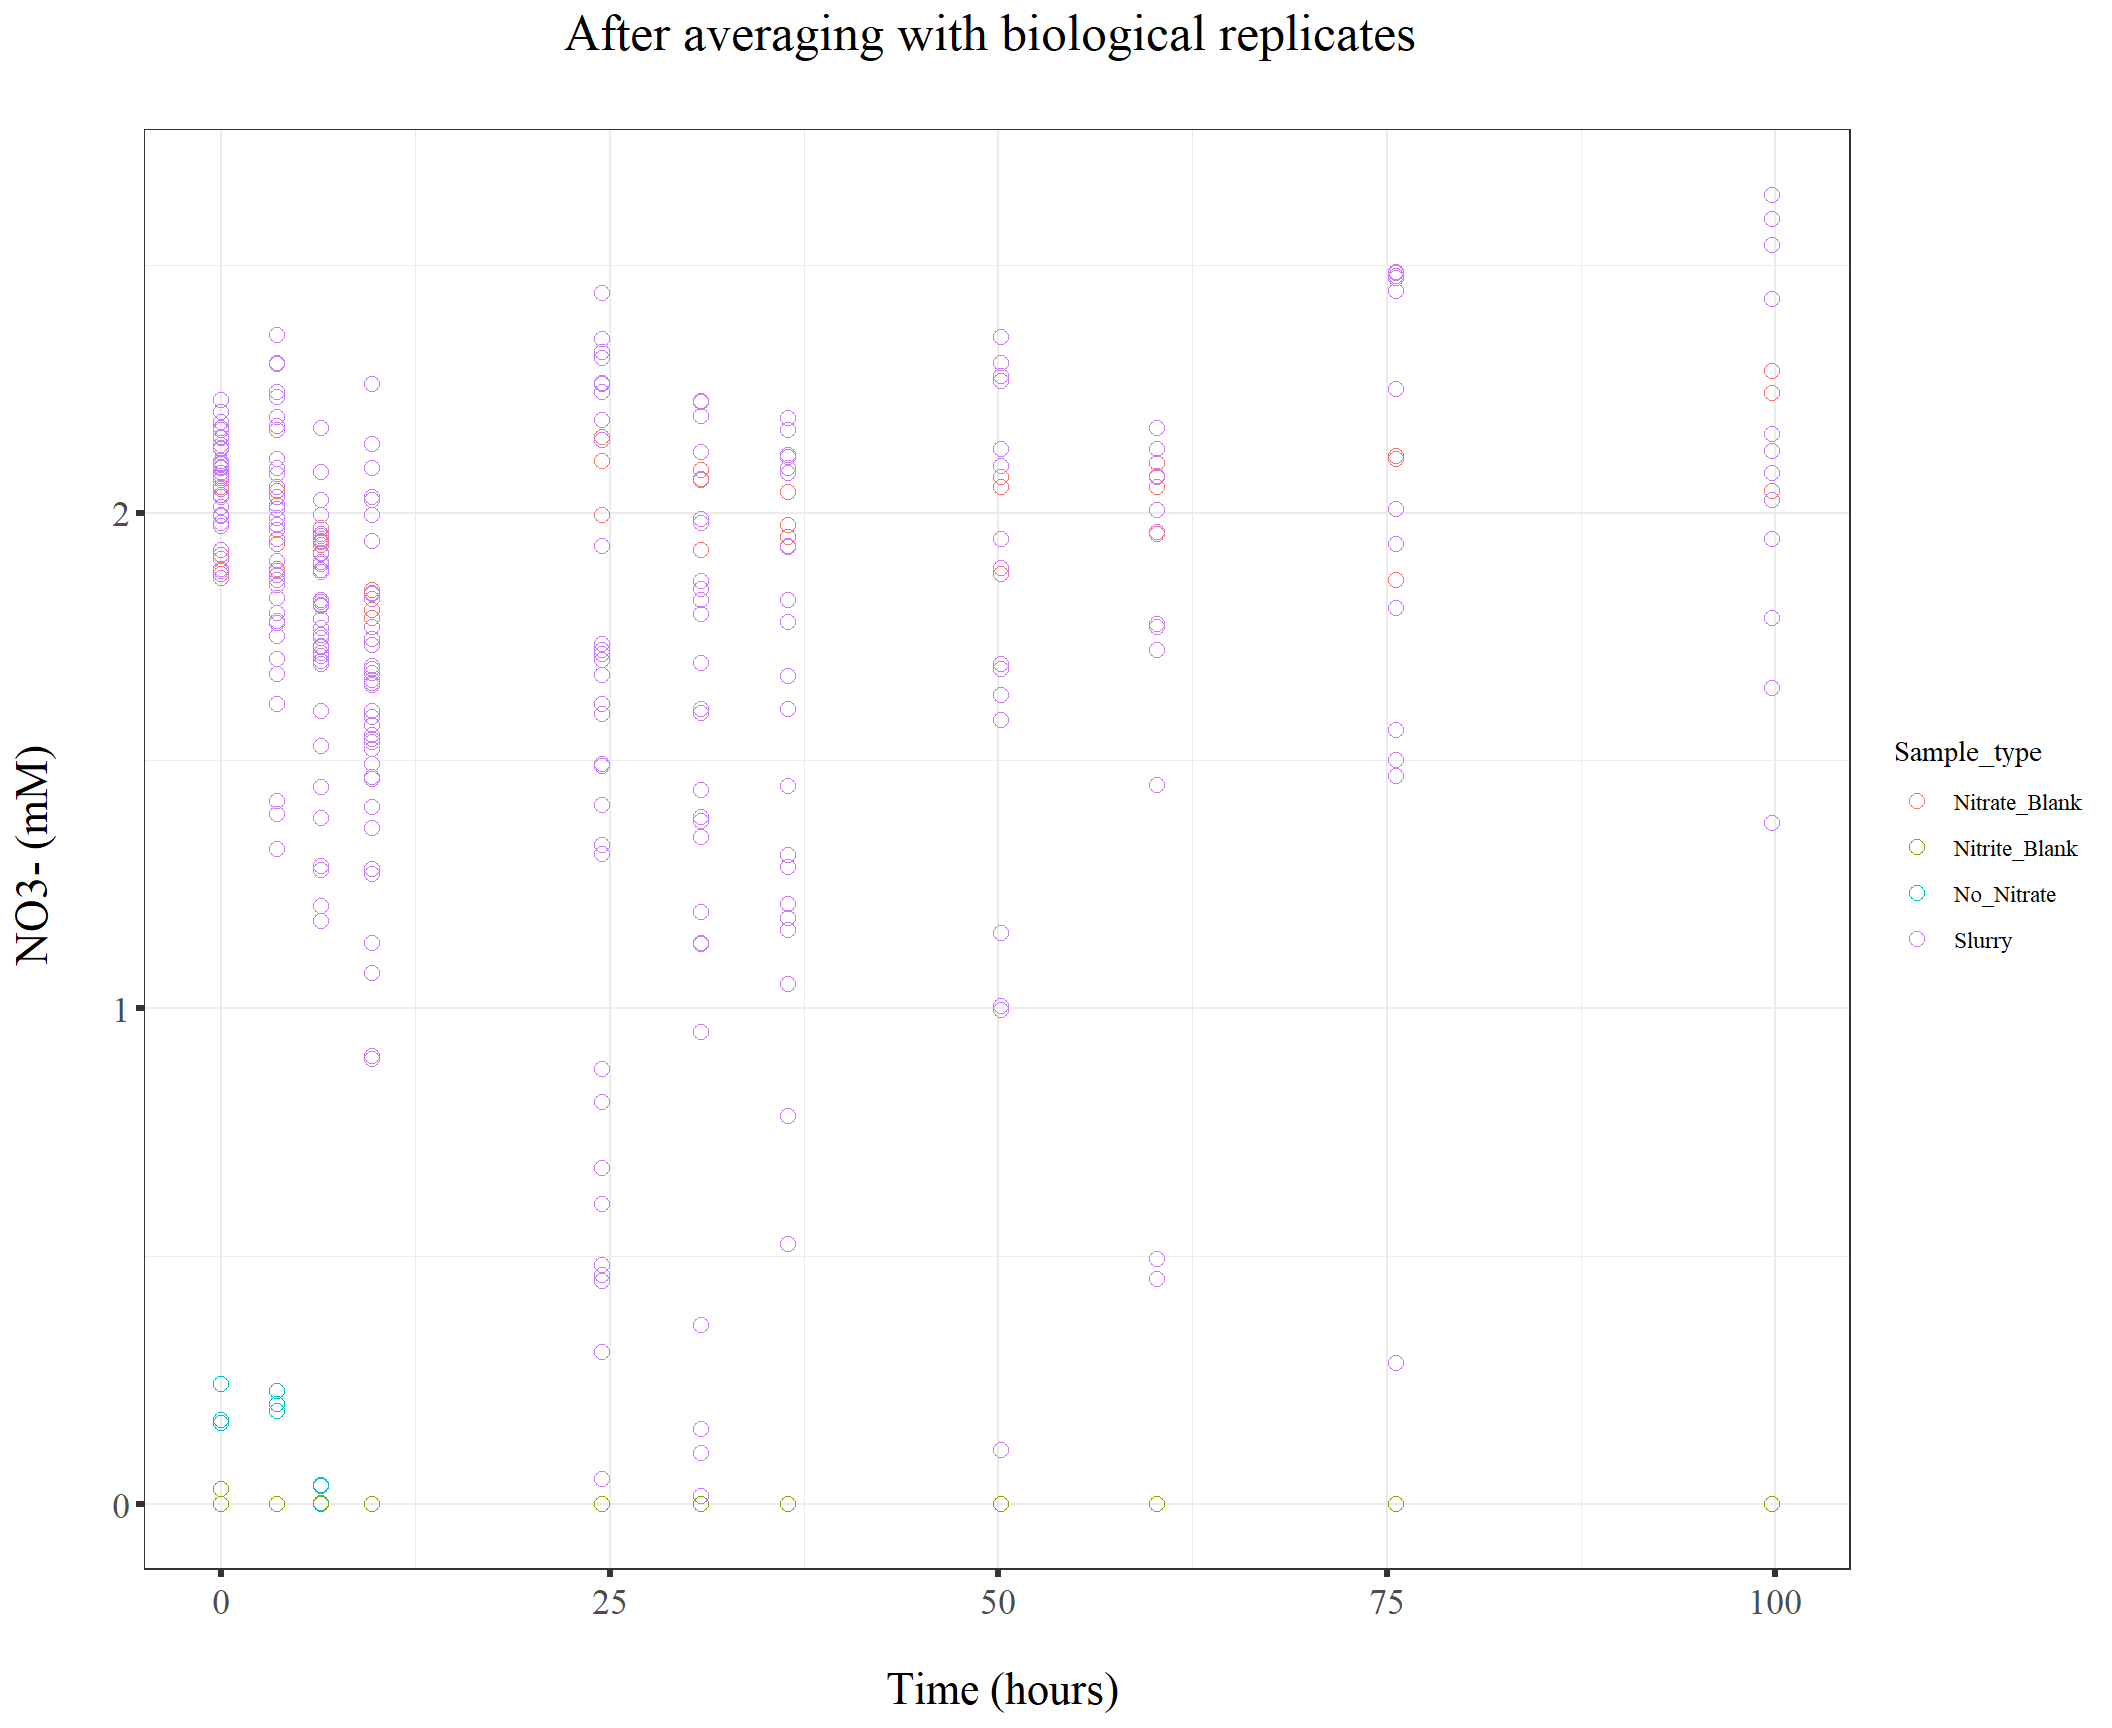 After averaging with biological replicates
NO3- (mM)
2
1
0
0 25 50 75 100
Time (hours)
Sample_type
Nitrate_Blank
Nitrite_Blank
No_Nitrate
Slurry